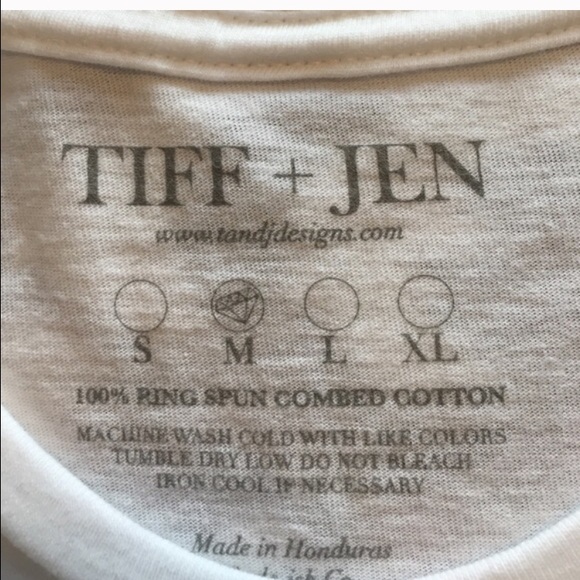 TIFF + JEN
www.tandjdesigns.com
S M L XL
100% RING SPUN COMBED COTTON
MACHINE WASH COLD WITH LIKE COLORS
TUMBLE DRY LOW DO NOT BLEACH
IRON COOL IF NECESSARY
Made in Honduras